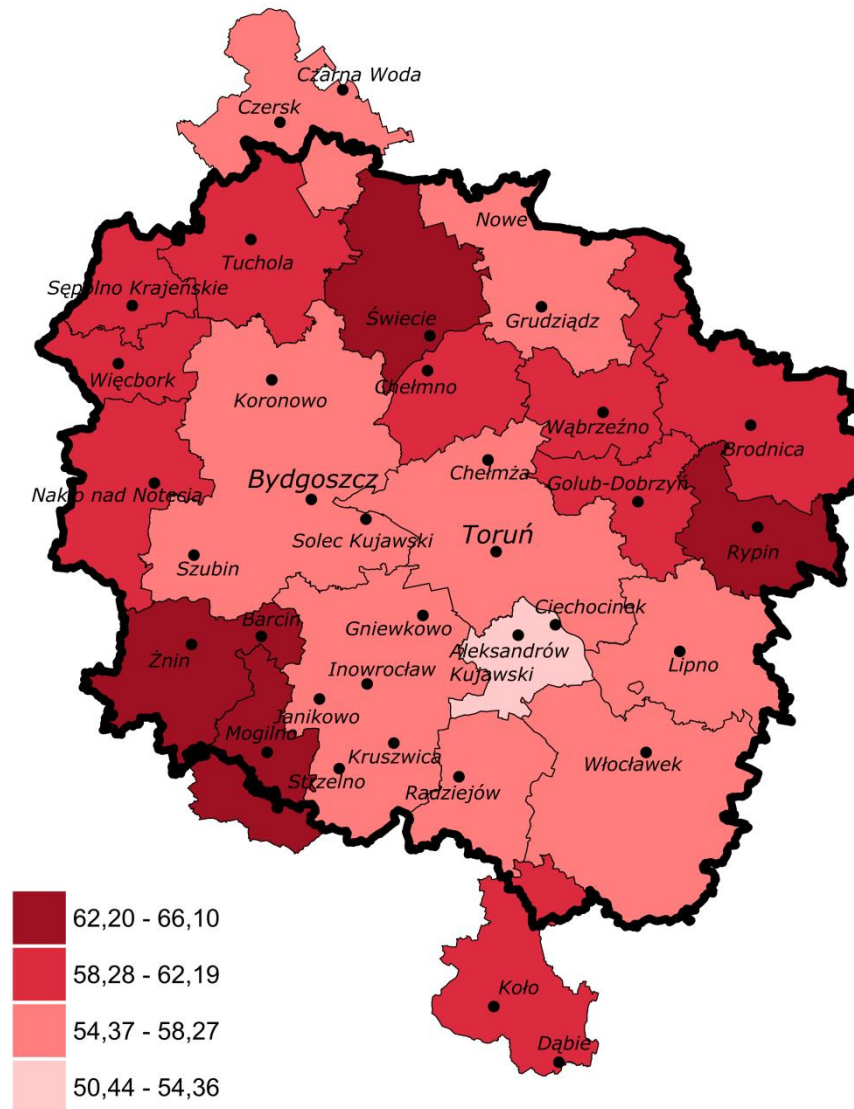 Czarna Woda
Czersk
Nowe
Tuchola
Sępolno Krajeńskie
Grudziądz
Świecie
Więcbork
Chełmno
Koronowo
Wąbrzeźno
Brodnica
Chełmża
Bydgoszcz
Golub-Dobrzyń
Nakło nad Notecią
Toruń
Solec Kujawski
Rypin
Szubin
Ciechocinek
Barcin
Gniewkowo
Żnin
Aleksandrów
Kujawski
Lipno
Inowrocław
Janikowo
Mogilno
Kruszwica
Włocławek
Strzelno
Radziejów
62,20 - 66,10
58,28 - 62,19
54,37 - 58,27
50,44 - 54,36
Koło
Dąbie